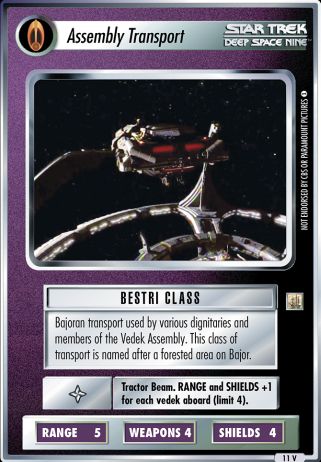 Assembly Transport
STAR TREK
DEEP SPACE NINE
NOT ENDORSED BY CBS OR PARAMOUNT PICTURES
BESTRI CLASS
Bajoran transport used by various dignitaries and
members of the Vedek Assembly. This class of
transport is named after a forested area on Bajor.
Tractor Beam. RANGE and SHIELDS +1
for each vedek aboard (limit 4).
RANGE 5
WEAPONS 4
SHIELDS 4
11 V